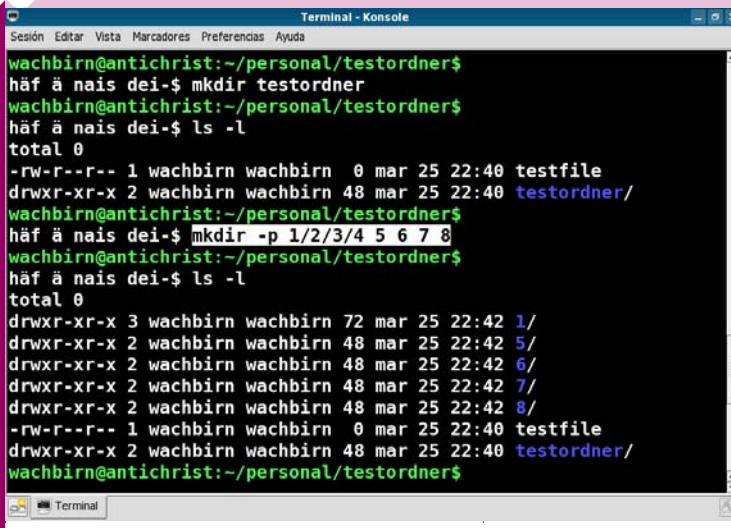 Terminal - Konsole
Sesión Editar Vista Marcadores Preferencias Ayuda
wachbirn@antichrist:~/personal/testordner$
häf ä nais dei-$ mkdir testordner
wachbirn@antichrist:~/personal/testordner$
häf ä nais dei-$ ls -l
total 0
-rw-r--r-- 1 wachbirn wachbirn  0 mar 25 22:40 testfile
drwxr-xr-x 2 wachbirn wachbirn 48 mar 25 22:40 testordner/
wachbirn@antichrist:~/personal/testordner$
häf ä nais dei-$ mkdir -p 1/2/3/4 5 6 7 8
wachbirn@antichrist:~/personal/testordner$
häf ä nais dei-$ ls -l
total 0
drwxr-xr-x 3 wachbirn wachbirn 72 mar 25 22:42 1/
drwxr-xr-x 2 wachbirn wachbirn 48 mar 25 22:42 5/
drwxr-xr-x 2 wachbirn wachbirn 48 mar 25 22:42 6/
drwxr-xr-x 2 wachbirn wachbirn 48 mar 25 22:42 7/
drwxr-xr-x 2 wachbirn wachbirn 48 mar 25 22:42 8/
-rw-r--r-- 1 wachbirn wachbirn  0 mar 25 22:40 testfile
drwxr-xr-x 2 wachbirn wachbirn 48 mar 25 22:40 testordner/
wachbirn@antichrist:~/personal/testordner$
Terminal